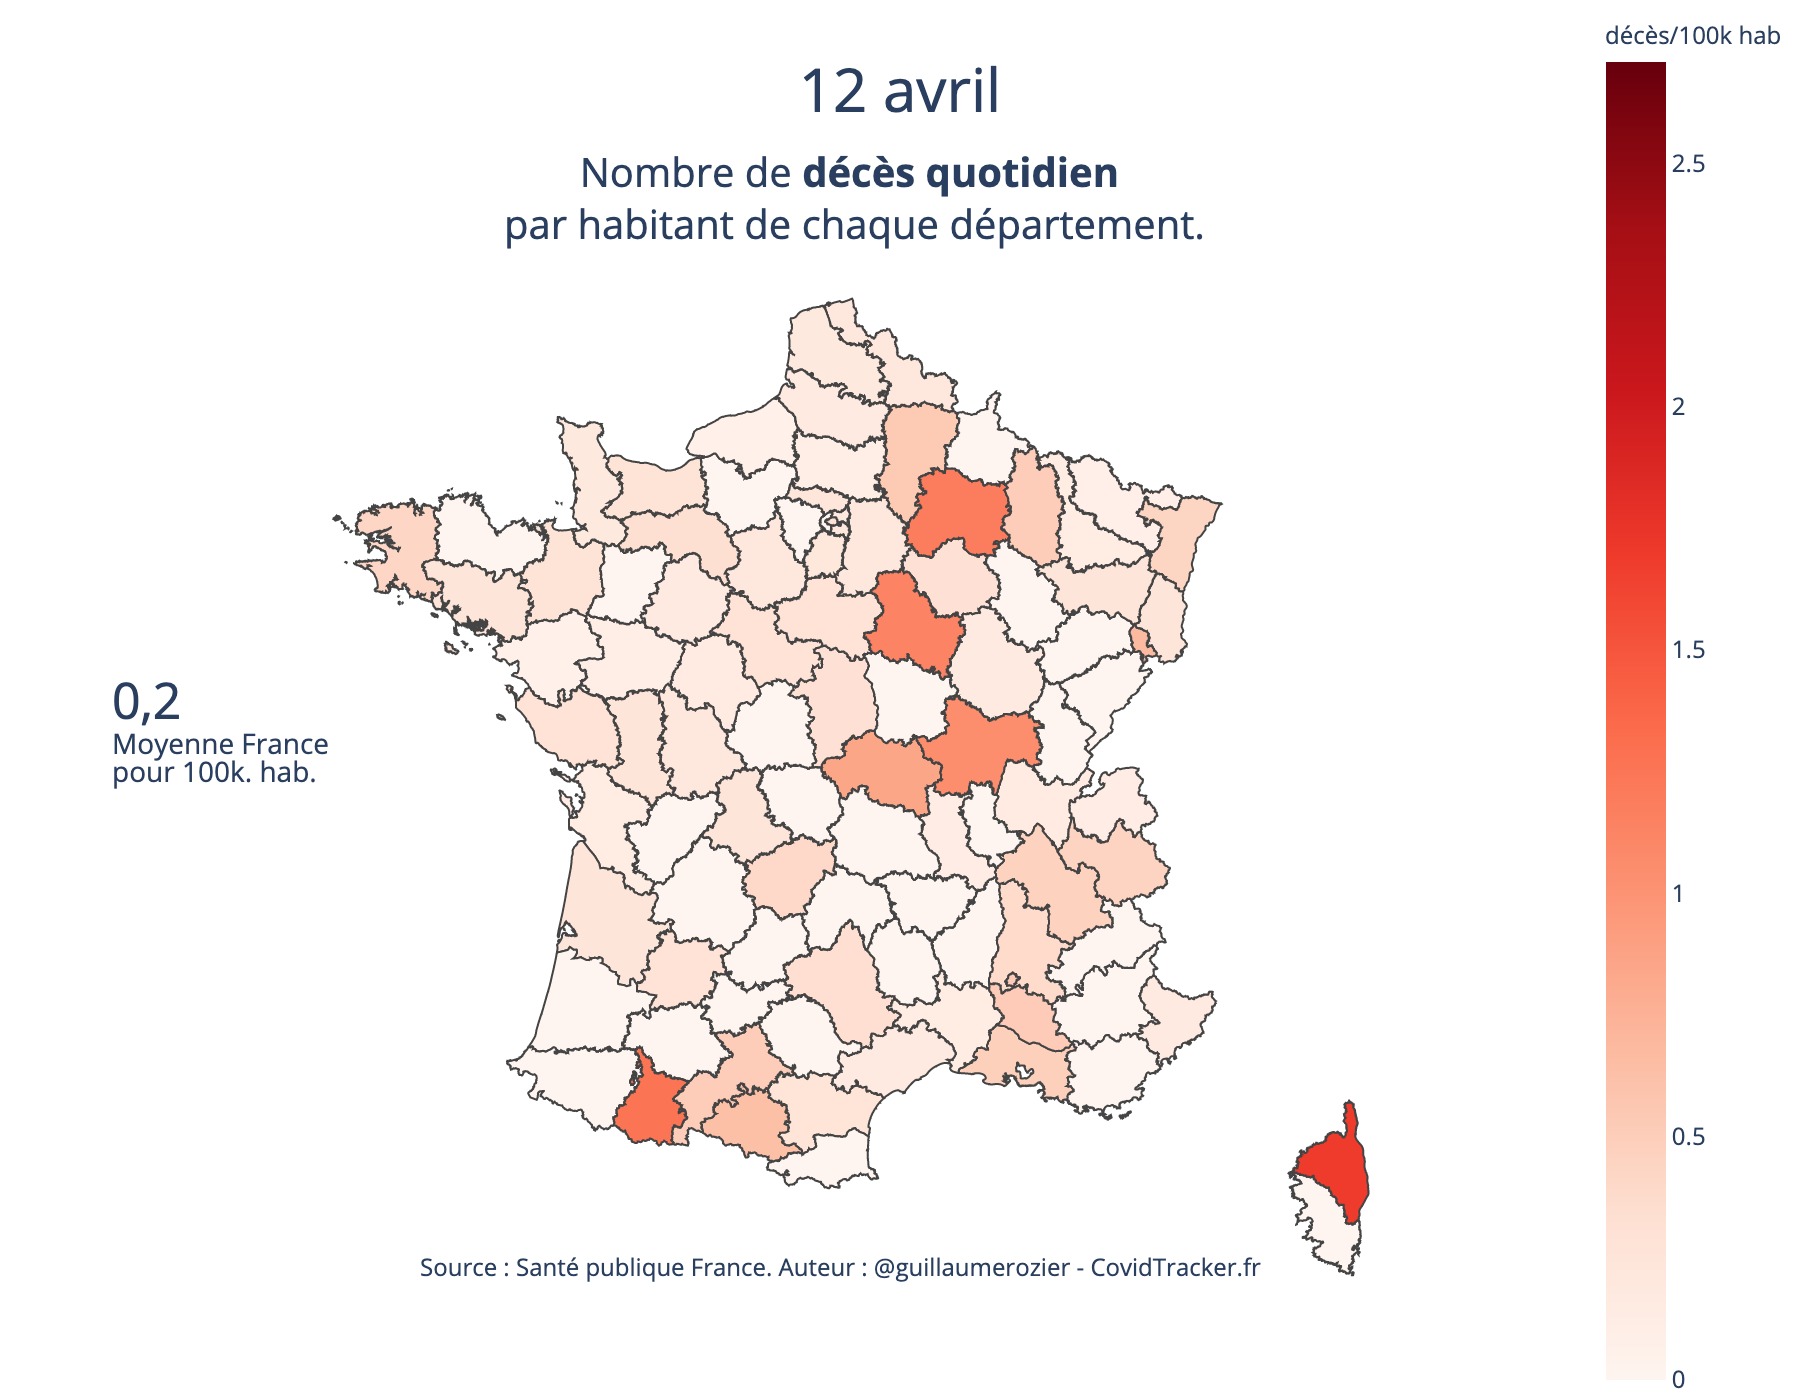 décès/100k hab
12 avril
Nombre de décès quotidien
par habitant de chaque département.
2.5
2
1.5
1
0.5
0
0,2
Moyenne France
pour 100k. hab.
Source : Santé publique France. Auteur : @guillaumerozier - CovidTracker.fr